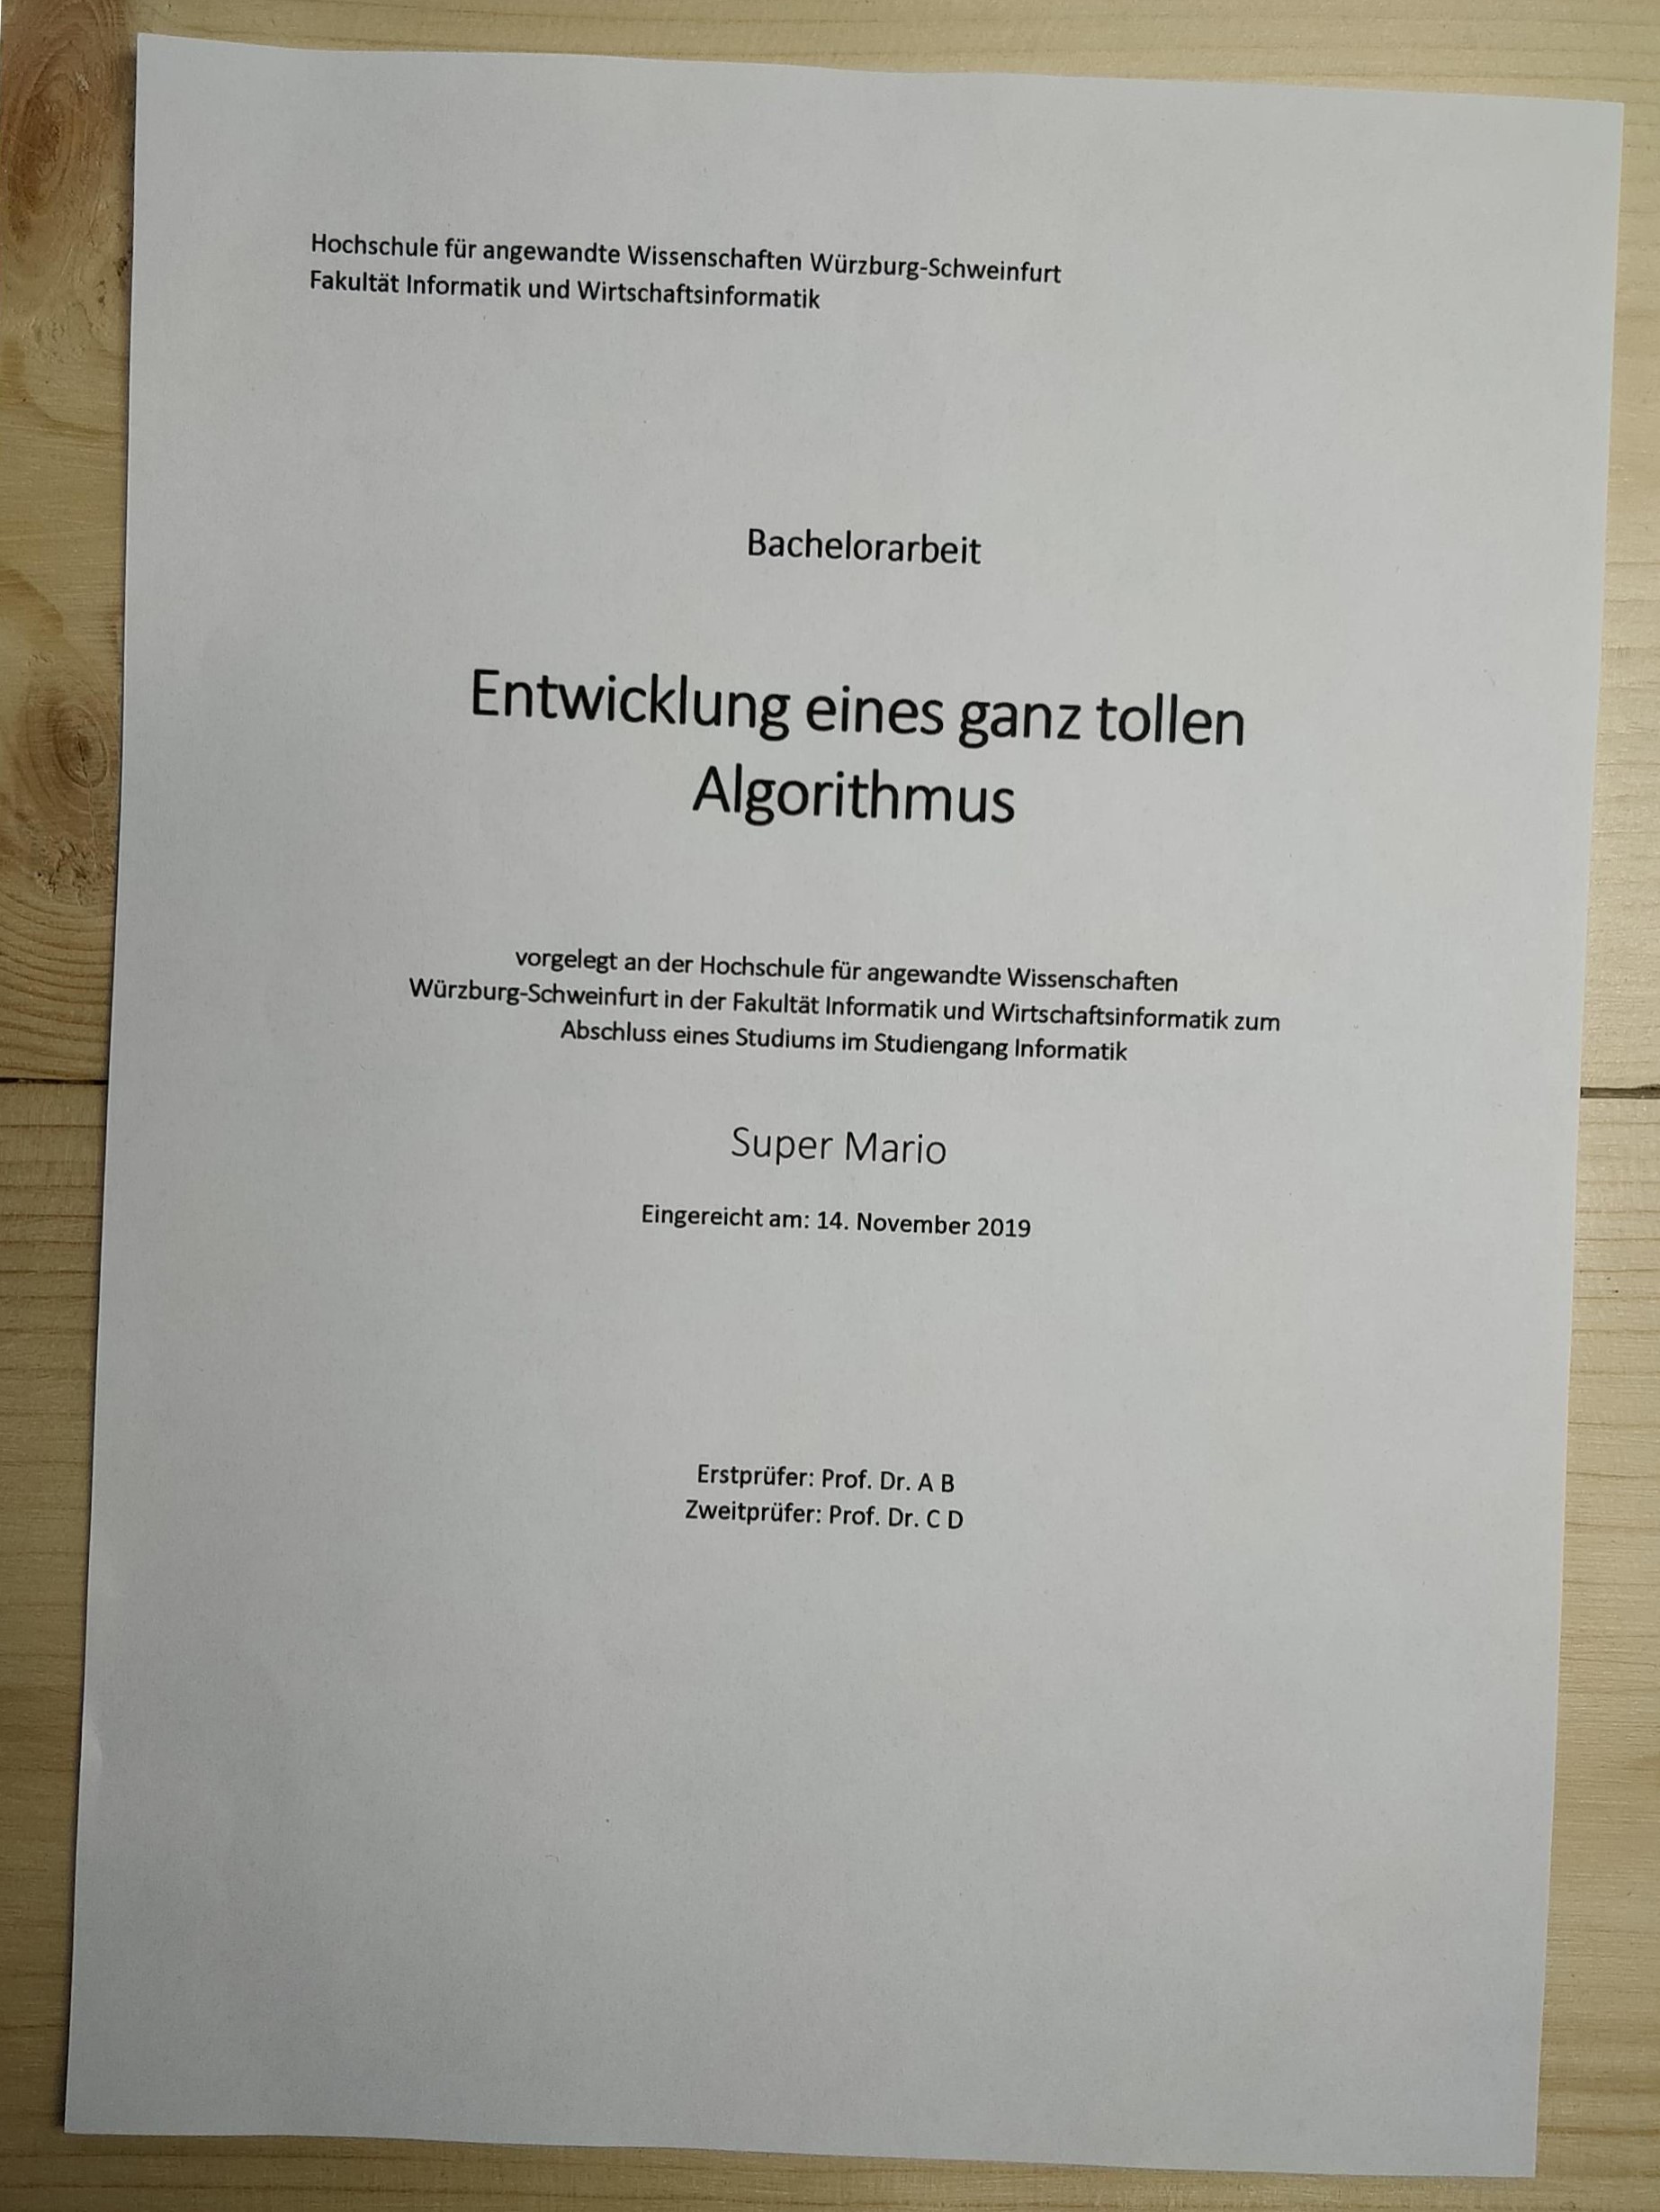 Hochschule für angewandte Wissenschaften Würzburg-Schweinfurt
Fakultät Informatik und Wirtschaftsinformatik
Bachelorarbeit
Entwicklung eines ganz tollen
Algorithmus
vorgelegt an der Hochschule für angewandte Wissenschaften
Würzburg-Schweinfurt in der Fakultät Informatik und Wirtschaftsinformatik zum
Abschluss eines Studiums im Studiengang Informatik
Super Mario
Eingereicht am: 14. November 2019
Erstprüfer: Prof. Dr. A B
Zweitprüfer: Prof. Dr. C D